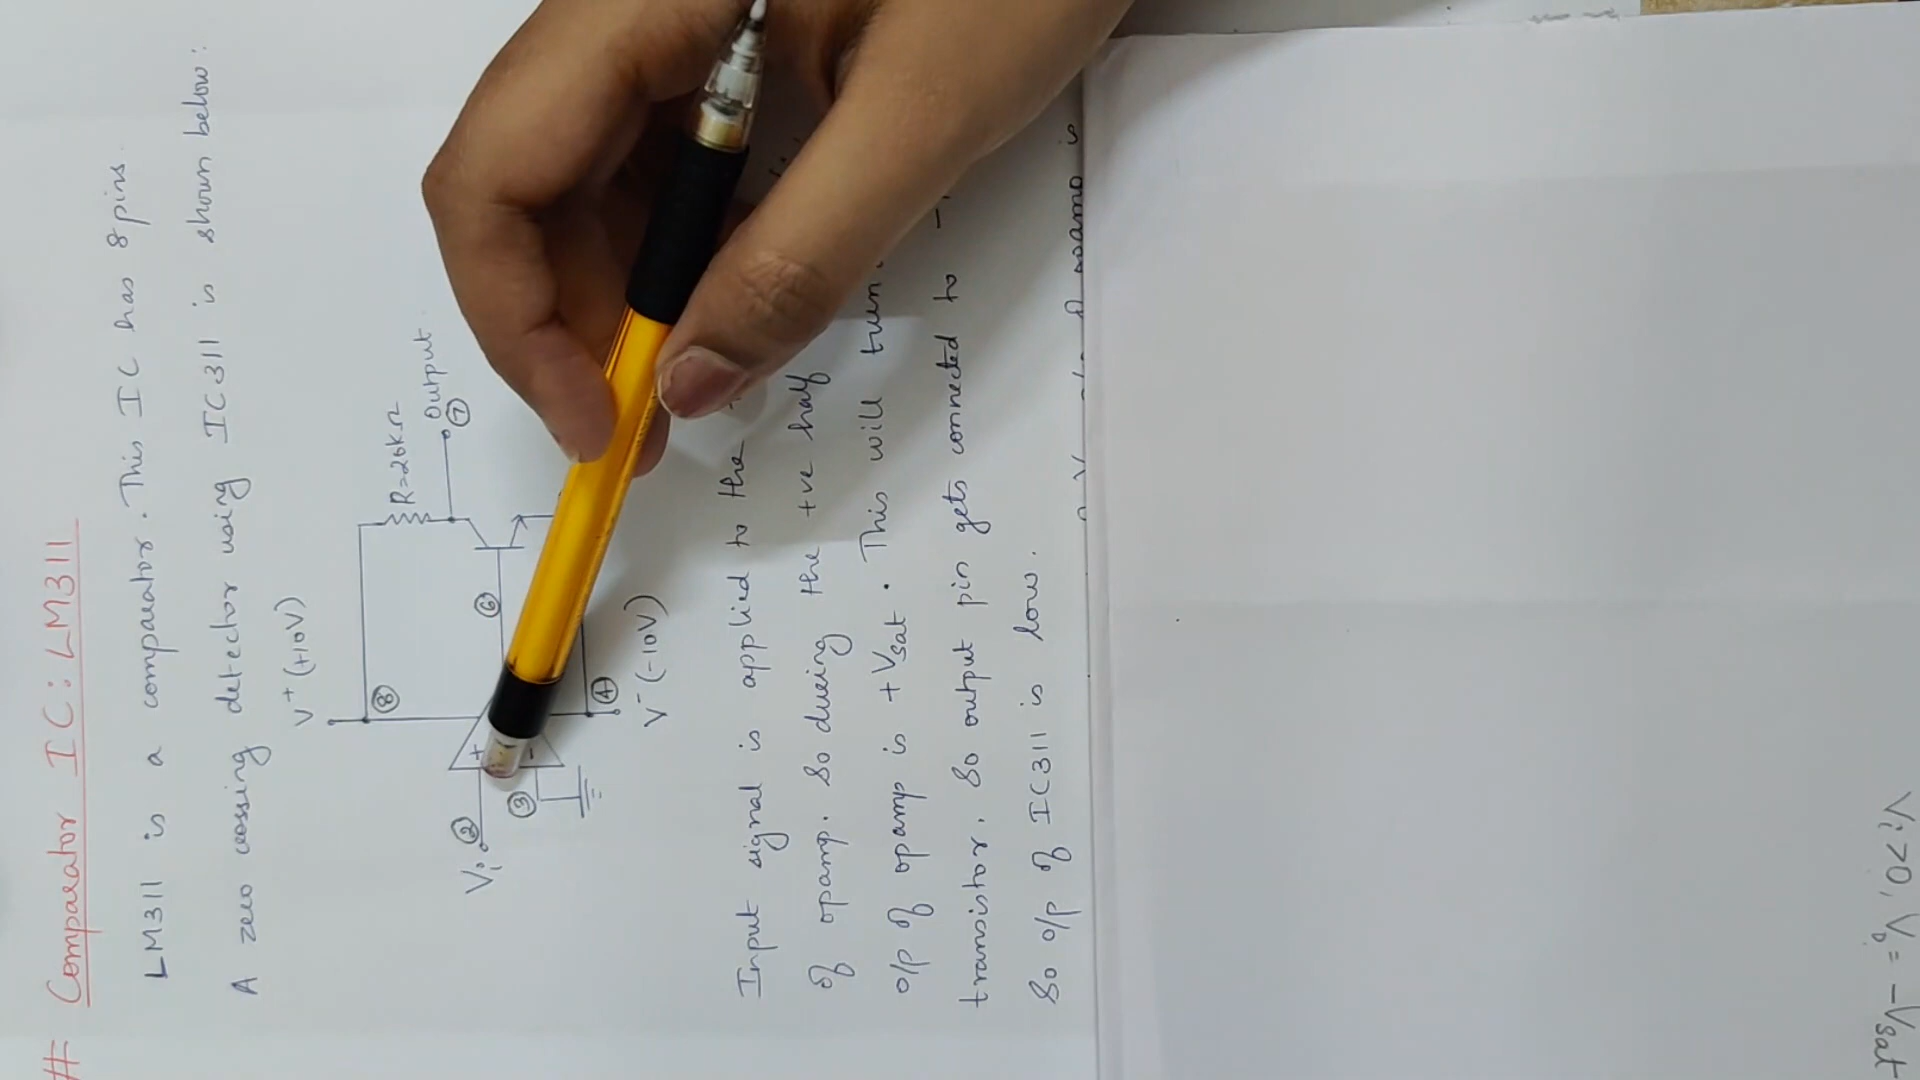 # Comparator IC: LM311
LM311 is a comparator. This IC has 8 pins.
A zero crossing detector using IC311 is shown below:
V+ (+10V)
⑧
R=20kΩ
Output
⑦
⑥
Vi ②
+
-
③
④
V- (-10V)
Input signal is applied to the
of opamp. So during the +ve half
o/p of opamp is +Vsat. This will turn
transistor. So output pin gets connected to -
So o/p of IC311 is low.
is
Vi>0, Vo = -Vsat